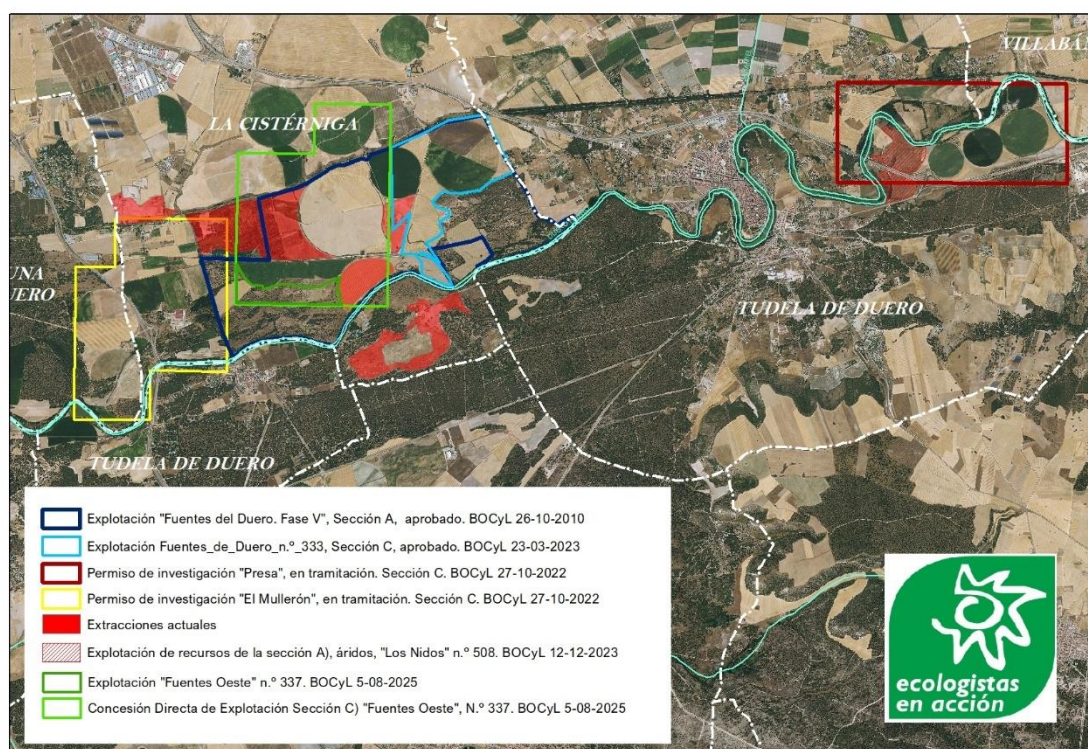 VILLABÁ
LA CISTÉRNIGA
UNA
UERO
TUDELA DE DUERO
TUDELA DE DUERO
Explotación "Fuentes del Duero. Fase V", Sección A, aprobado. BOCyL 26-10-2010
Explotación Fuentes_de_Duero_n.º_333, Sección C, aprobado. BOCyL 23-03-2023
Permiso de investigación "Presa", en tramitación. Sección C. BOCyL 27-10-2022
Permiso de investigación "El Mullerón", en tramitación. Sección C. BOCyL 27-10-2022
Extracciones actuales
Explotación de recursos de la sección A), áridos, "Los Nidos" n.º 508. BOCyL 12-12-2023
Explotación "Fuentes Oeste" n.º 337. BOCyL 5-08-2025
Concesión Directa de Explotación Sección C) "Fuentes Oeste", N.º 337. BOCyL 5-08-2025
ecologistas
en acción